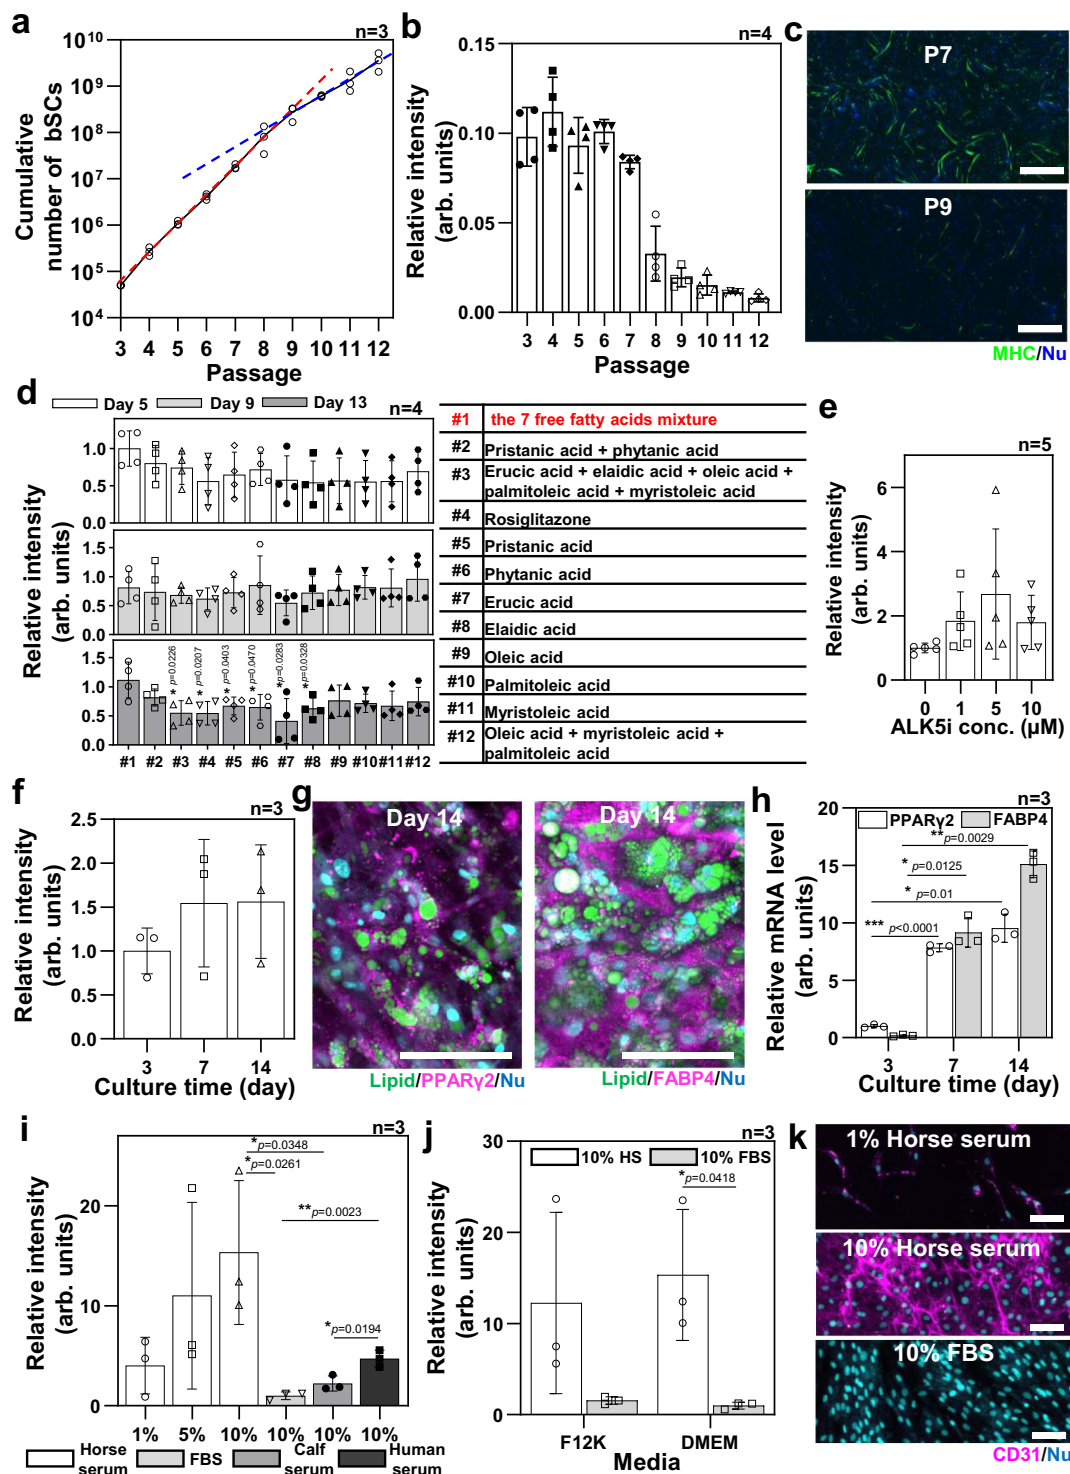 a
n=3
10^10
10^9
10^8
10^7
10^6
10^5
10^4
Cumulative
number of bSCs
3 4 5 6 7 8 9 10 11 12
Passage
b
n=4
0.15
0.10
0.05
0.00
Relative intensity
(arb. units)
3 4 5 6 7 8 9 10 11 12
Passage
c
P7
P9
MHC/Nu
d
Day 5 Day 9 Day 13
n=4
1.0
0.5
0.0
1.5
1.0
0.5
0.0
1.5
1.0
0.5
0.0
Relative intensity
(arb. units)
* p=0.0226
* p=0.0207
* p=0.0403
* p=0.0470
* p=0.0283
* p=0.0328
#1 #2 #3 #4 #5 #6 #7 #8 #9 #10 #11 #12
#1 the 7 free fatty acids mixture
#2 Pristanic acid + phytanic acid
#3 Erucic acid + elaidic acid + oleic acid +
palmitoleic acid + myristoleic acid
#4 Rosiglitazone
#5 Pristanic acid
#6 Phytanic acid
#7 Erucic acid
#8 Elaidic acid
#9 Oleic acid
#10 Palmitoleic acid
#11 Myristoleic acid
#12 Oleic acid + myristoleic acid +
palmitoleic acid
e
n=5
6
4
2
0
Relative intensity
(arb. units)
0 1 5 10
ALK5i conc. (μM)
f
n=3
2.5
2.0
1.5
1.0
0.5
0.0
Relative intensity
(arb. units)
3 7 14
Culture time (day)
g
Day 14
Day 14
Lipid/PPARγ2/Nu
Lipid/FABP4/Nu
h
n=3
20
15
10
5
0
Relative mRNA level
(arb. units)
PPARγ2 FABP4
** p=0.0029
* p=0.0125
* p=0.01
*** p<0.0001
3 7 14
Culture time (day)
i
n=3
20
10
0
Relative intensity
(arb. units)
* p=0.0348
* p=0.0261
** p=0.0023
* p=0.0194
1% 5% 10% 10% 10% 10%
Horse
serum
FBS
Calf
serum
Human
serum
j
n=3
30
20
10
0
Relative intensity
(arb. units)
10% HS 10% FBS
* p=0.0418
F12K DMEM
Media
k
1% Horse serum
10% Horse serum
10% FBS
CD31/Nu